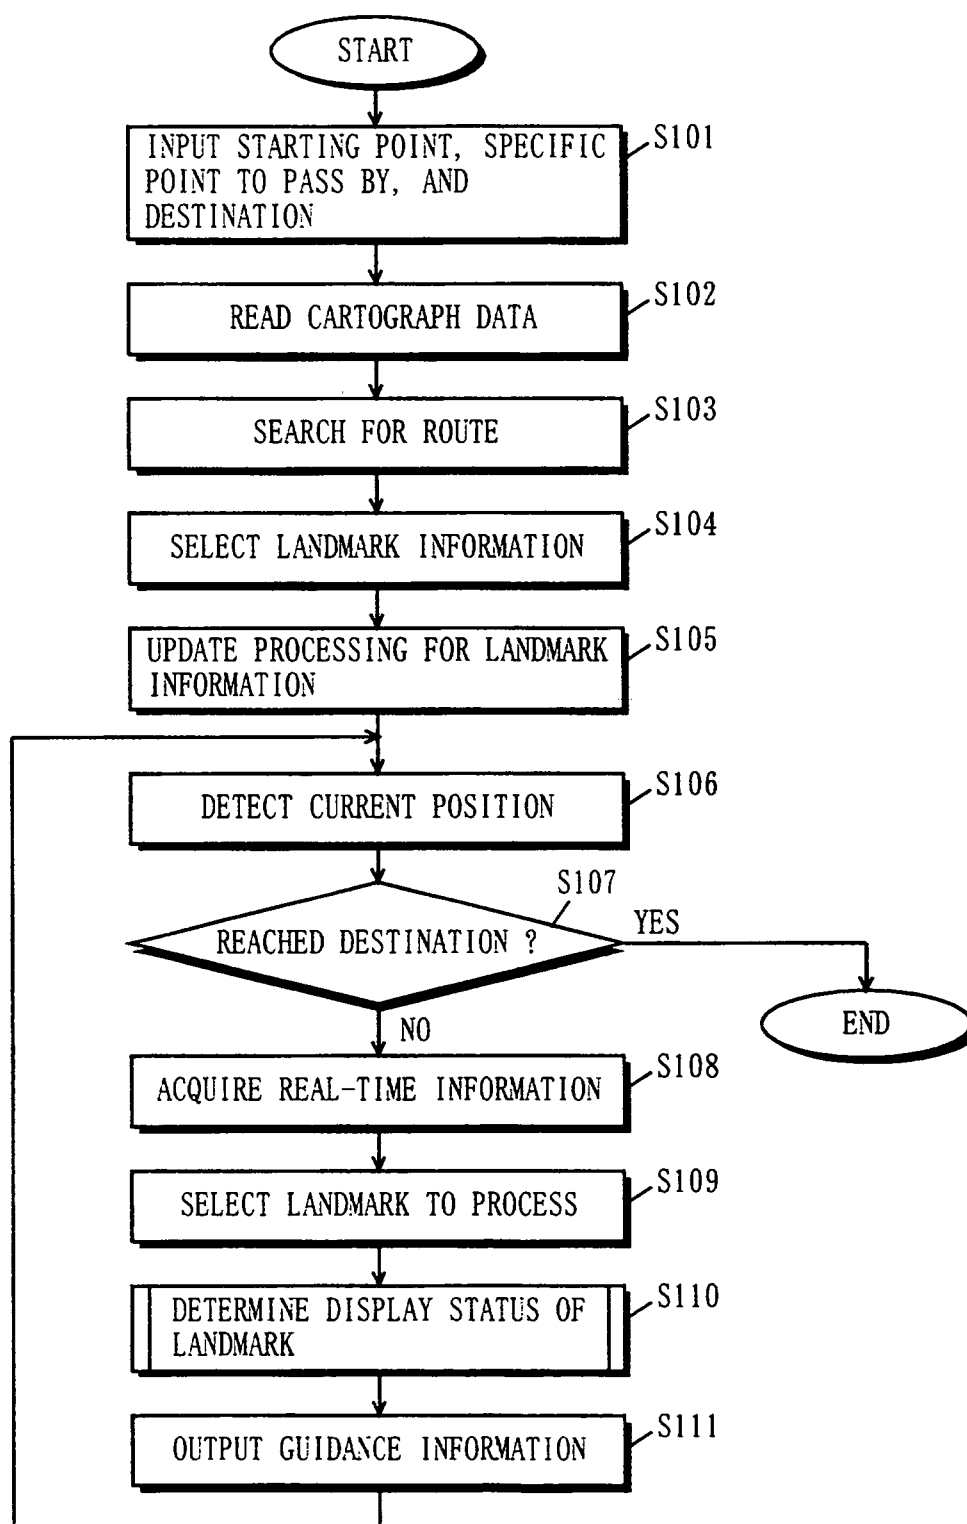 START
S101
INPUT STARTING POINT, SPECIFIC
POINT TO PASS BY, AND
DESTINATION
S102
READ CARTOGRAPH DATA
S103
SEARCH FOR ROUTE
S104
SELECT LANDMARK INFORMATION
S105
UPDATE PROCESSING FOR LANDMARK
INFORMATION
S106
DETECT CURRENT POSITION
S107
REACHED DESTINATION ?
YES
END
NO
S108
ACQUIRE REAL-TIME INFORMATION
S109
SELECT LANDMARK TO PROCESS
S110
DETERMINE DISPLAY STATUS OF
LANDMARK
S111
OUTPUT GUIDANCE INFORMATION